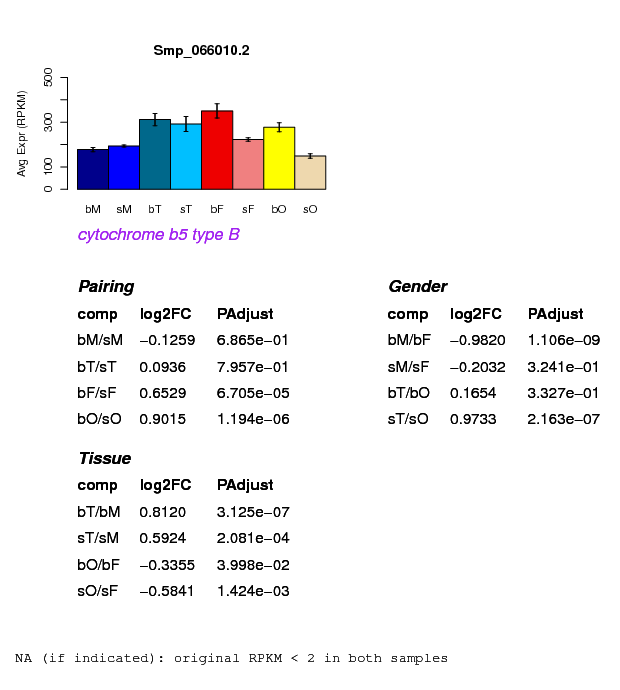 Smp_066010.2
Avg Expr (RPKM)
500
300
100
0
bM sM bT sT bF sF bO sO
cytochrome b5 type B
Pairing
comp log2FC PAdjust
bM/sM −0.1259 6.865e−01
bT/sT 0.0936 7.957e−01
bF/sF 0.6529 6.705e−05
bO/sO 0.9015 1.194e−06
Gender
comp log2FC PAdjust
bM/bF −0.9820 1.106e−09
sM/sF −0.2032 3.241e−01
bT/bO 0.1654 3.327e−01
sT/sO 0.9733 2.163e−07
Tissue
comp log2FC PAdjust
bT/bM 0.8120 3.125e−07
sT/sM 0.5924 2.081e−04
bO/bF −0.3355 3.998e−02
sO/sF −0.5841 1.424e−03
NA (if indicated): original RPKM < 2 in both samples